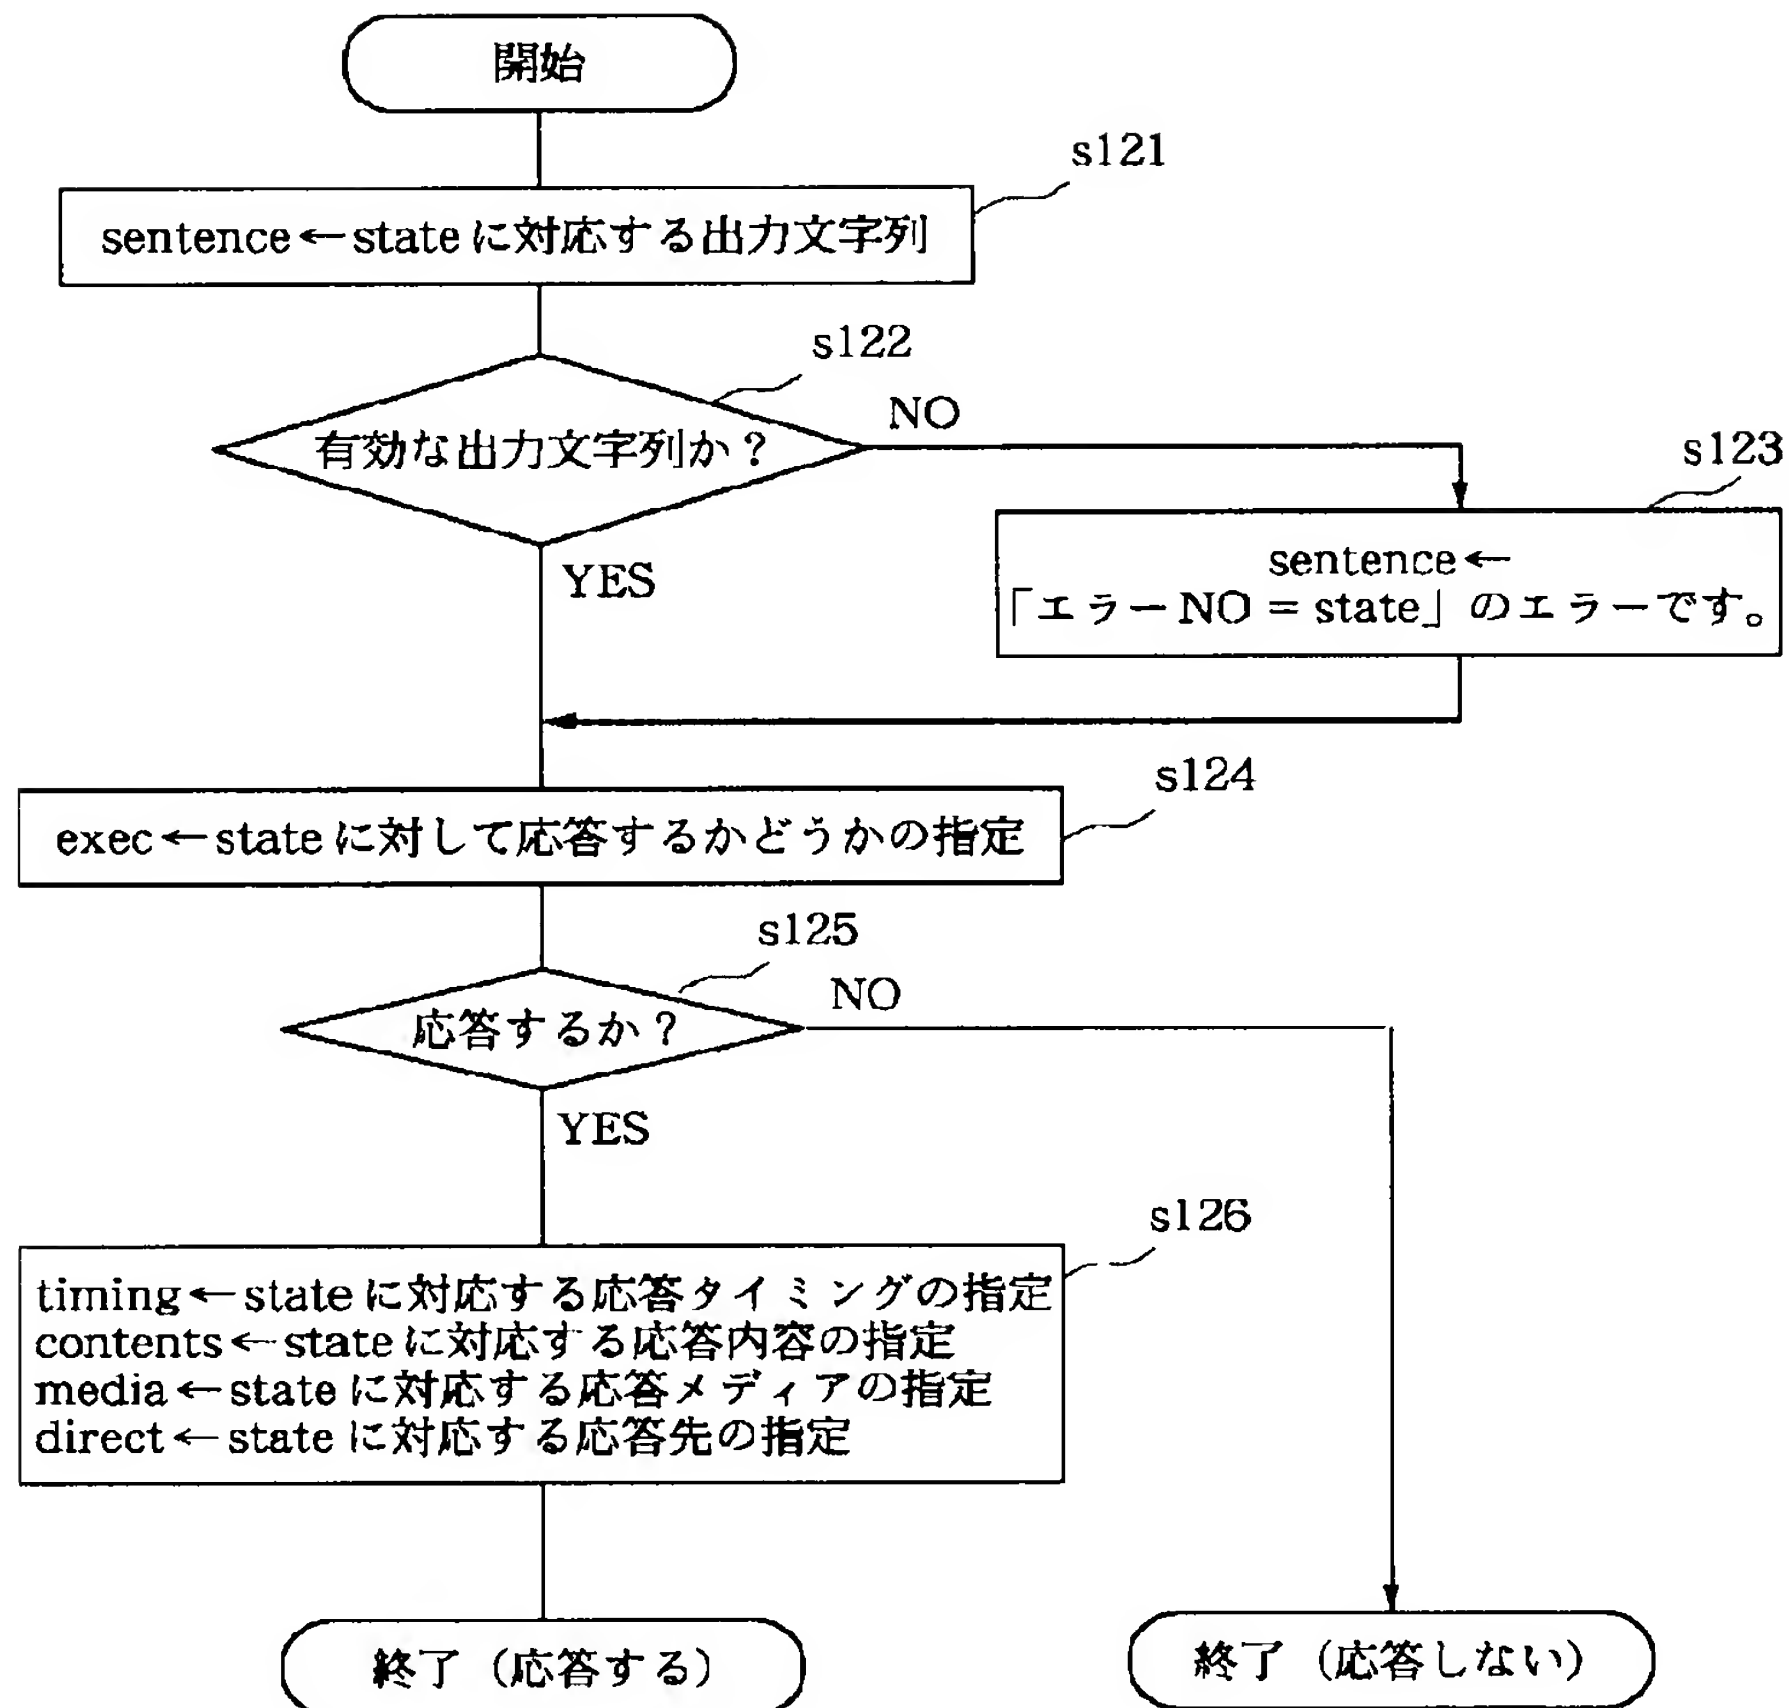 開始
s121
sentence←stateに対応する出力文字列
s122
有効な出力文字列か？
NO
s123
sentence←
「エラーNO = state」のエラーです。
YES
s124
exec←stateに対して応答するかどうかの指定
s125
応答するか？
NO
YES
s126
timing←stateに対応する応答タイミングの指定
contents←stateに対応する応答内容の指定
media←stateに対応する応答メディアの指定
direct←stateに対応する応答先の指定
終了（応答する）
終了（応答しない）